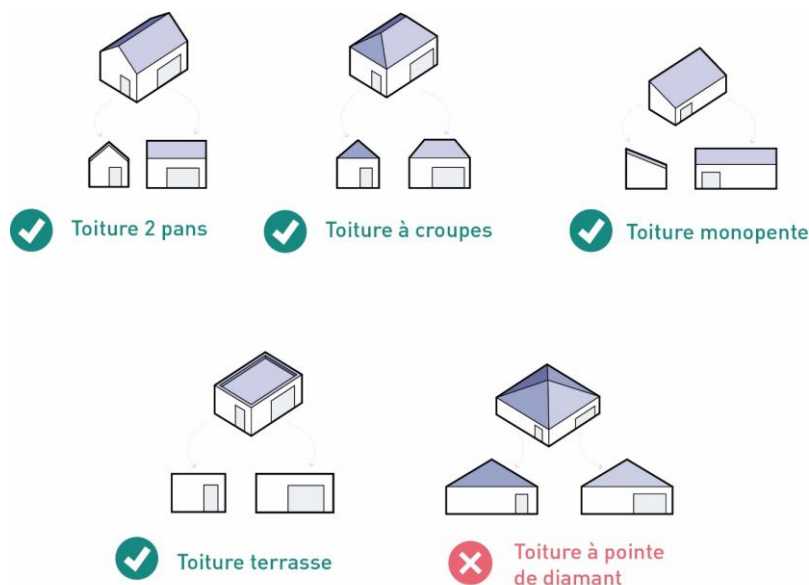 Toiture 2 pans
Toiture à croupes
Toiture monopente
Toiture terrasse
Toiture à pointe
de diamant